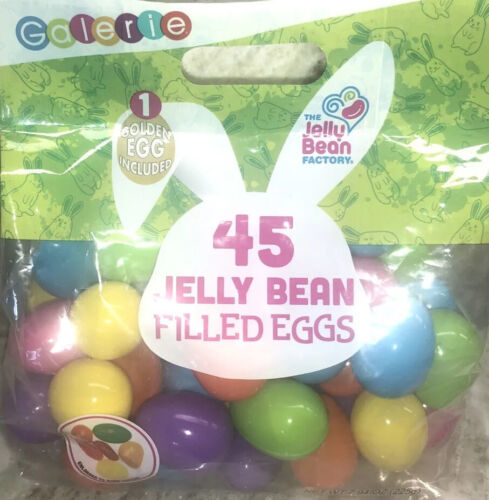 Galerie
1
GOLDEN
EGG
INCLUDED
THE
Jelly
Bean
FACTORY®
45
JELLY BEAN
FILLED EGGS